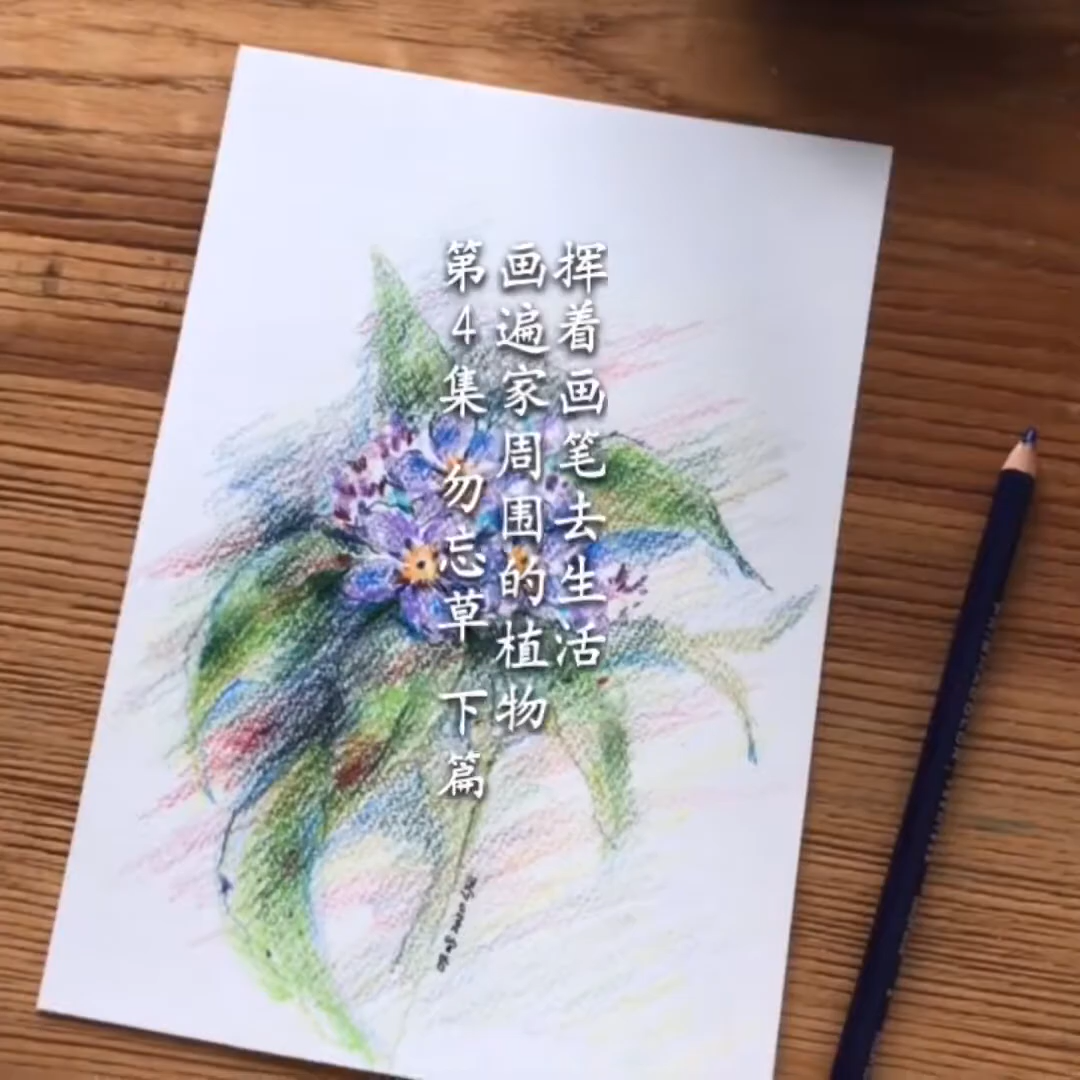 挥着画笔去生活
画遍家周围的植物
第4集 勿忘草 下篇